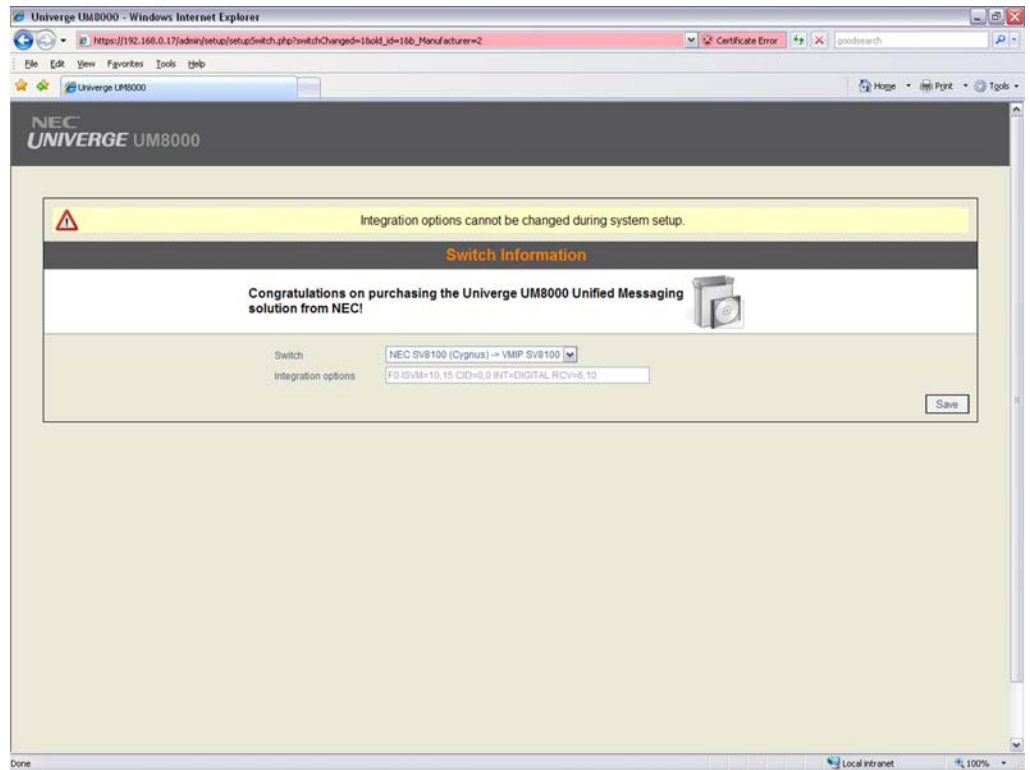 Univerge UM8000 - Windows Internet Explorer
https://192.168.0.17/admin/setup/setupSwitch.php?switchChanged=1&old_id=1&b_Manufacturer=2
Certificate Error
goodsearch
File Edit View Favorites Tools Help
Univerge UM8000
Home Print Tools
NEC
UNIVERGE UM8000
Integration options cannot be changed during system setup.
Switch Information
Congratulations on purchasing the Univerge UM8000 Unified Messaging
solution from NEC!
Switch NEC SV8100 (Cygnus) -> VMIP SV8100
Integration options F0 ISVM=10,15 CID=0,0 INT=DIGITAL RCV=6,10
Save
Done
Local intranet
100%